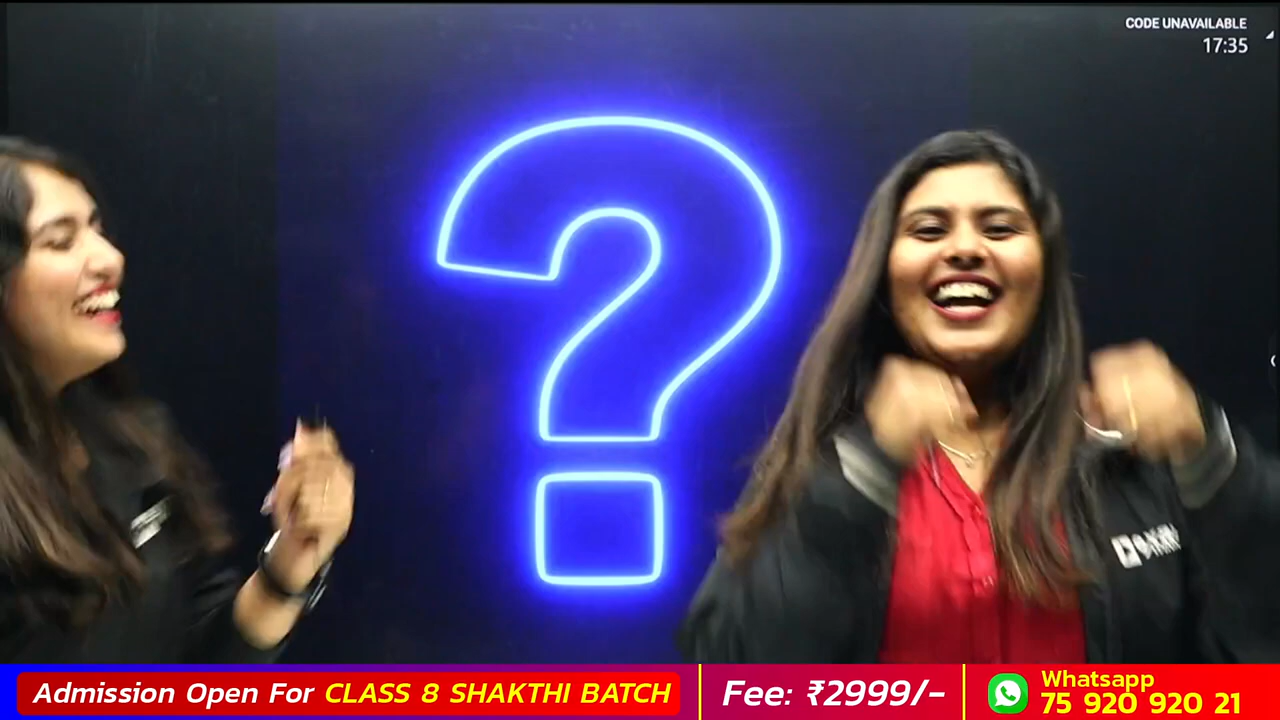 CODE UNAVAILABLE
17:35
?
Admission Open For CLASS 8 SHAKTHI BATCH
Fee: ₹2999/-
Whatsapp
75 920 920 21